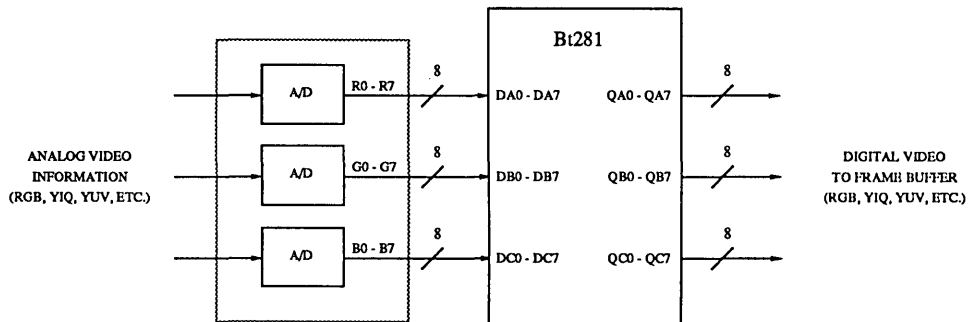 Bt281
8
8
A/D
R0 - R7
DA0 - DA7
QA0 - QA7
8
8
ANALOG VIDEO
INFORMATION
(RGB, YIQ, YUV, ETC.)
A/D
G0 - G7
DB0 - DB7
QB0 - QB7
DIGITAL VIDEO
TO FRAME BUFFER
(RGB, YIQ, YUV, ETC.)
8
8
A/D
B0 - B7
DC0 - DC7
QC0 - QC7